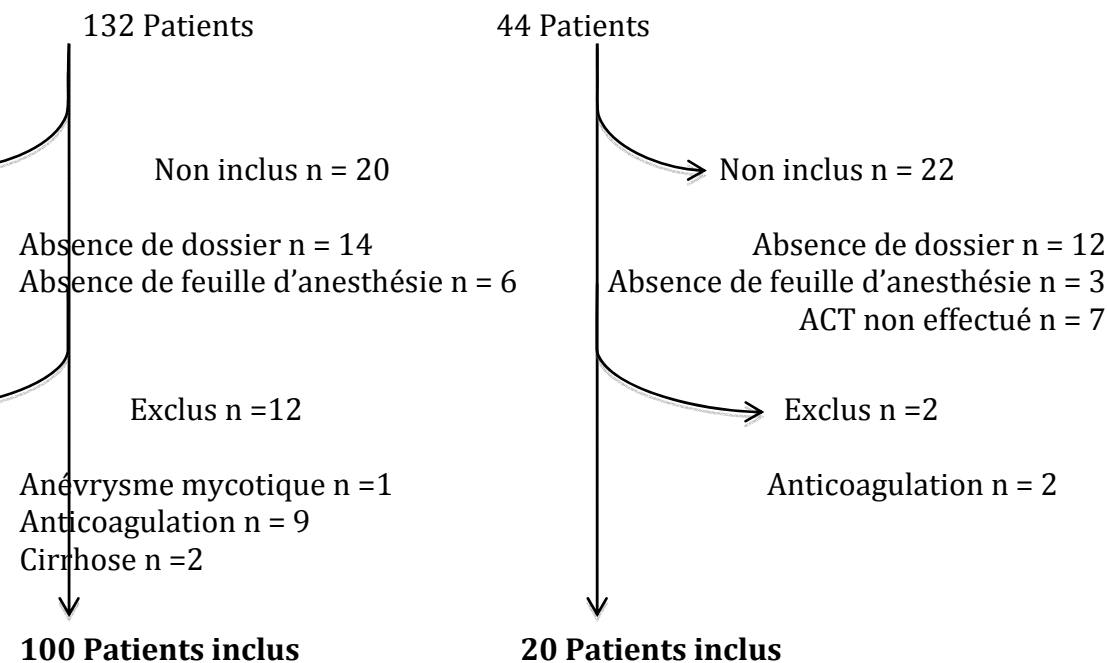 132 Patients
44 Patients
Non inclus n = 20
Non inclus n = 22
Absence de dossier n = 14
Absence de feuille d’anesthésie n = 6
Absence de dossier n = 12
Absence de feuille d’anesthésie n = 3
ACT non effectué n = 7
Exclus n =12
Exclus n =2
Anévrysme mycotique n =1
Anticoagulation n = 9
Cirrhose n =2
Anticoagulation n = 2
100 Patients inclus
20 Patients inclus